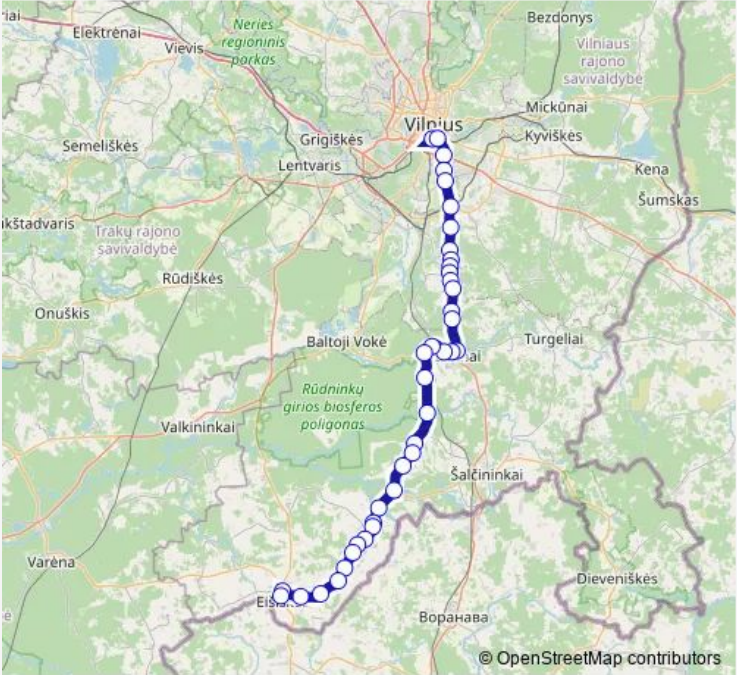 Elektrėnai
Vievis
Neries
regioninis
parkas
Bezdonys
Vilniaus
rajono
savivaldybė
Vilnius
Mickūnai
Kyviškės
Semeliškės
Grigiškės
Lentvaris
Kena
Šumskas
Trakų rajono
savivaldybė
Rūdiškės
Onuškis
Baltoji Vokė
Turgeliai
Rūdninkų
girios biosferos
poligonas
Valkininkai
Šalčininkai
Varėna
Dieveniškės
Воранава
© OpenStreetMap contributors